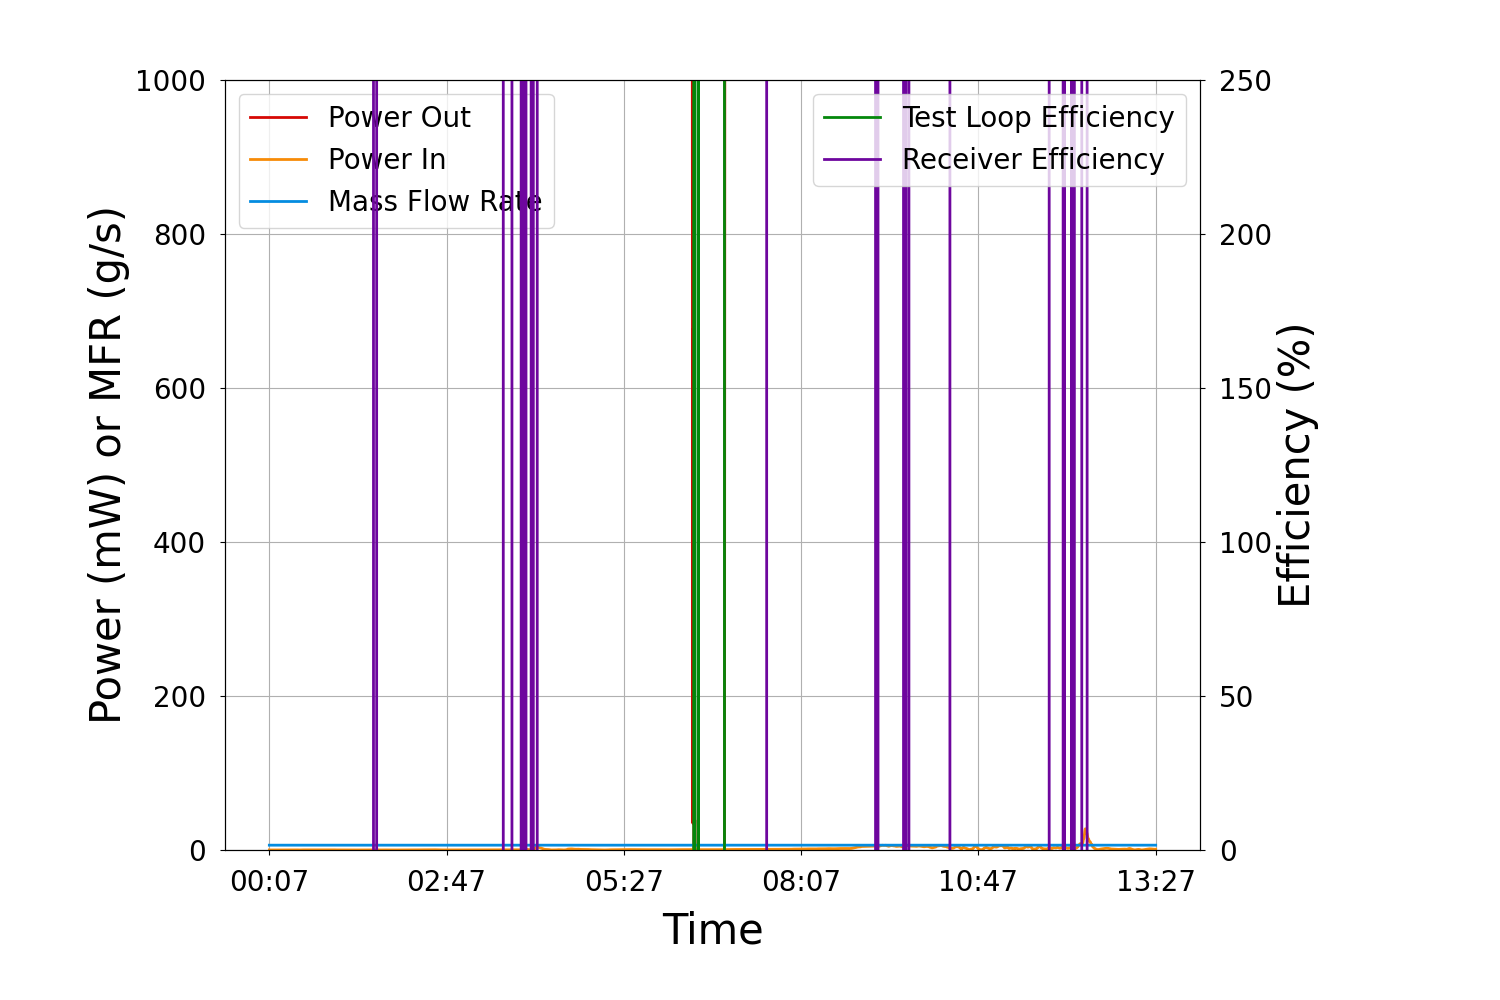 1000
800
600
400
200
0
Power (mW) or MFR (g/s)
Power Out
Power In
Mass Flow Rate
Test Loop Efficiency
Receiver Efficiency
250
200
150
100
50
0
Efficiency (%)
00:07
02:47
05:27
08:07
10:47
13:27
Time